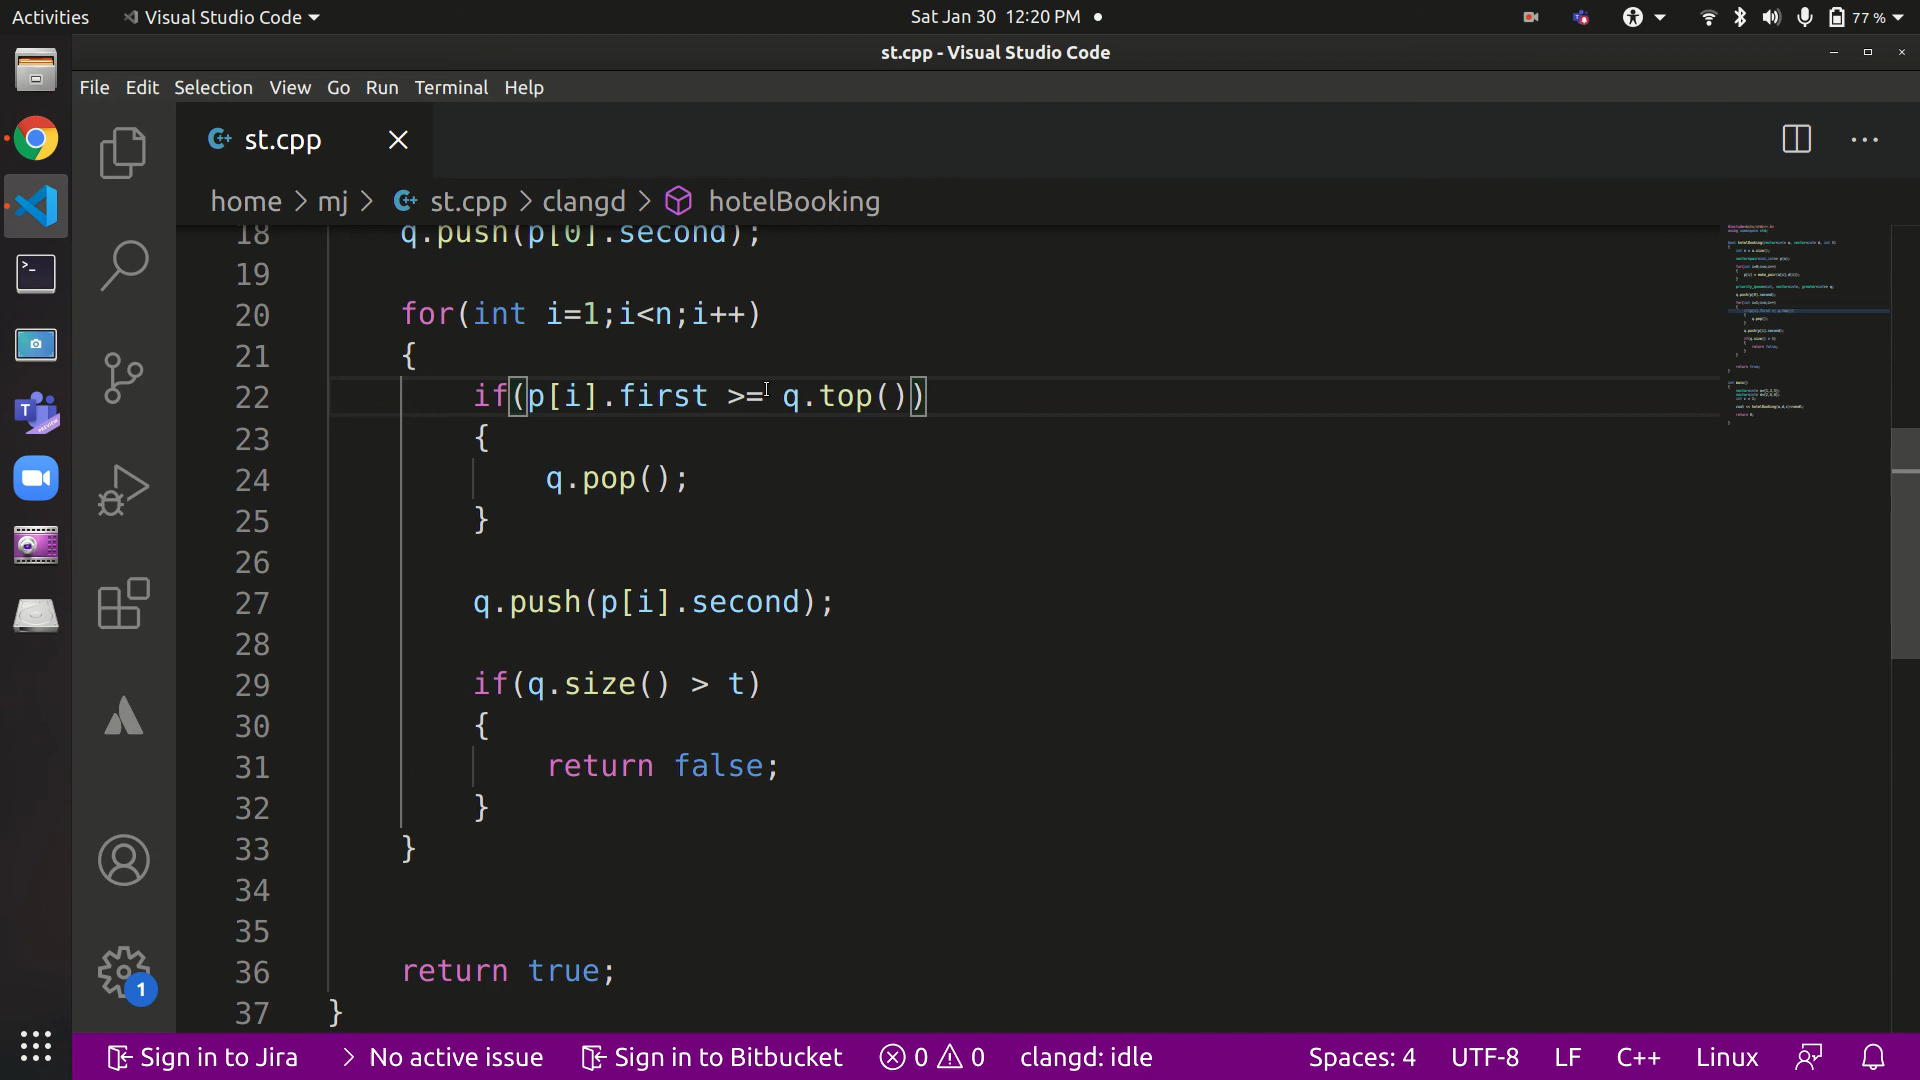 Activities Visual Studio Code Sat Jan 30 12:20 PM 77 %
st.cpp - Visual Studio Code
File Edit Selection View Go Run Terminal Help
st.cpp
home > mj > st.cpp > clangd > hotelBooking
18 q.push(p[0].second);
19
20 for(int i=1;i<n;i++)
21 {
22 if(p[i].first >= q.top())
23 {
24 q.pop();
25 }
26
27 q.push(p[i].second);
28
29 if(q.size() > t)
30 {
31 return false;
32 }
33 }
34
35
36 return true;
37 }
1
Sign in to Jira > No active issue Sign in to Bitbucket 0 0 clangd: idle Spaces: 4 UTF-8 LF C++ Linux